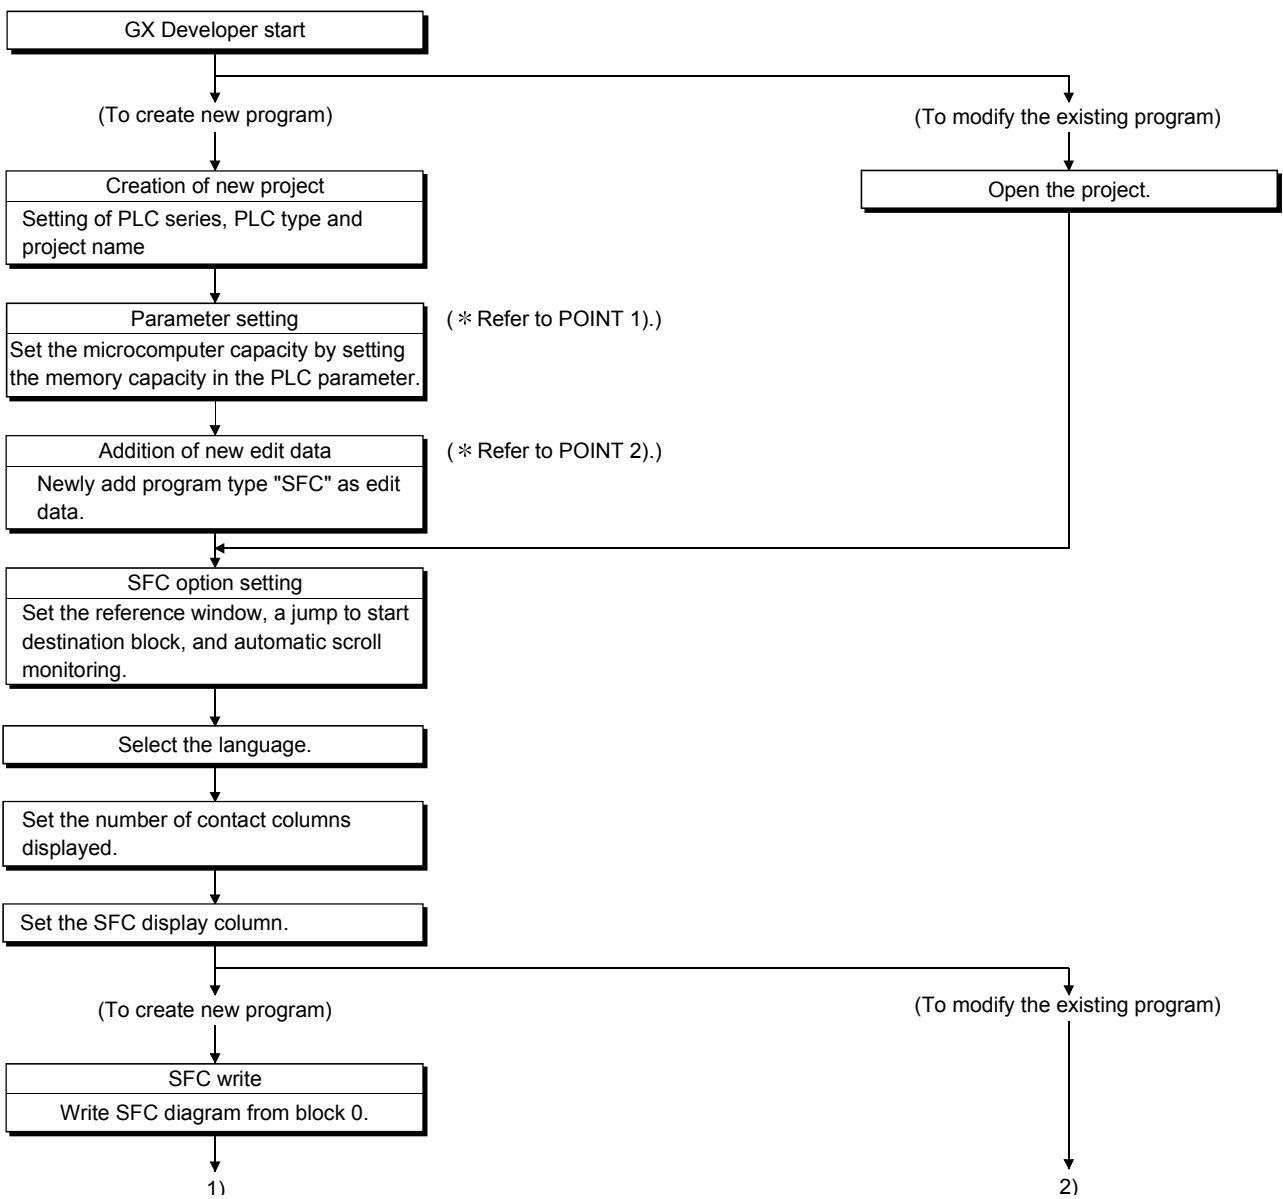 GX Developer start
(To create new program)
(To modify the existing program)
Creation of new project
Setting of PLC series, PLC type and
project name
Open the project.
Parameter setting
(＊Refer to POINT 1).)
Set the microcomputer capacity by setting
the memory capacity in the PLC parameter.
Addition of new edit data
(＊Refer to POINT 2).)
Newly add program type "SFC" as edit
data.
SFC option setting
Set the reference window, a jump to start
destination block, and automatic scroll
monitoring.
Select the language.
Set the number of contact columns
displayed.
Set the SFC display column.
(To create new program)
(To modify the existing program)
SFC write
Write SFC diagram from block 0.
1)
2)